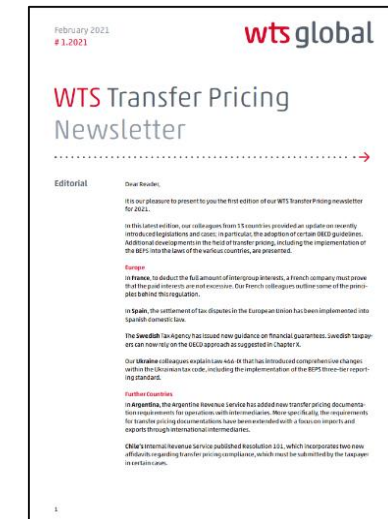 February 2021
# 1.2021
wts global
WTS Transfer Pricing
Newsletter
Editorial
Dear Reader,
It is our pleasure to present to you the first edition of our WTS Transfer Pricing newsletter
for 2021.
In this latest edition, our colleagues from 13 countries provided an update on recently
introduced legislations and cases; in particular, the adoption of certain OECD guidelines.
Additional developments in the field of transfer pricing, including the implementation of
the BEPS into the laws of the various countries, are presented.
Europe
In France, to deduct the full amount of intergroup interests, a French company must prove
that the paid interests are not excessive. Our French colleagues outline some of the princi-
ples behind this regulation.
In Spain, the settlement of tax disputes in the European Union has been implemented into
Spanish domestic law.
The Swedish Tax Agency has issued new guidance on financial guarantees. Swedish taxpay-
ers can now rely on the OECD approach as suggested in Chapter X.
Our Ukraine colleagues explain Law 466-IX that has introduced comprehensive changes
within the Ukrainian tax code, including the implementation of the BEPS three-tier report-
ing standard.
Further Countries
In Argentina, the Argentine Revenue Service has added new transfer pricing documenta-
tion requirements for operations with intermediaries. More specifically, the requirements
for transfer pricing documentations have been extended with a focus on imports and
exports through international intermediaries.
Chile's Internal Revenue Service published Resolution 101, which incorporates two new
affidavits regarding transfer pricing compliance, which must be submitted by the taxpayer
in certain cases.
1